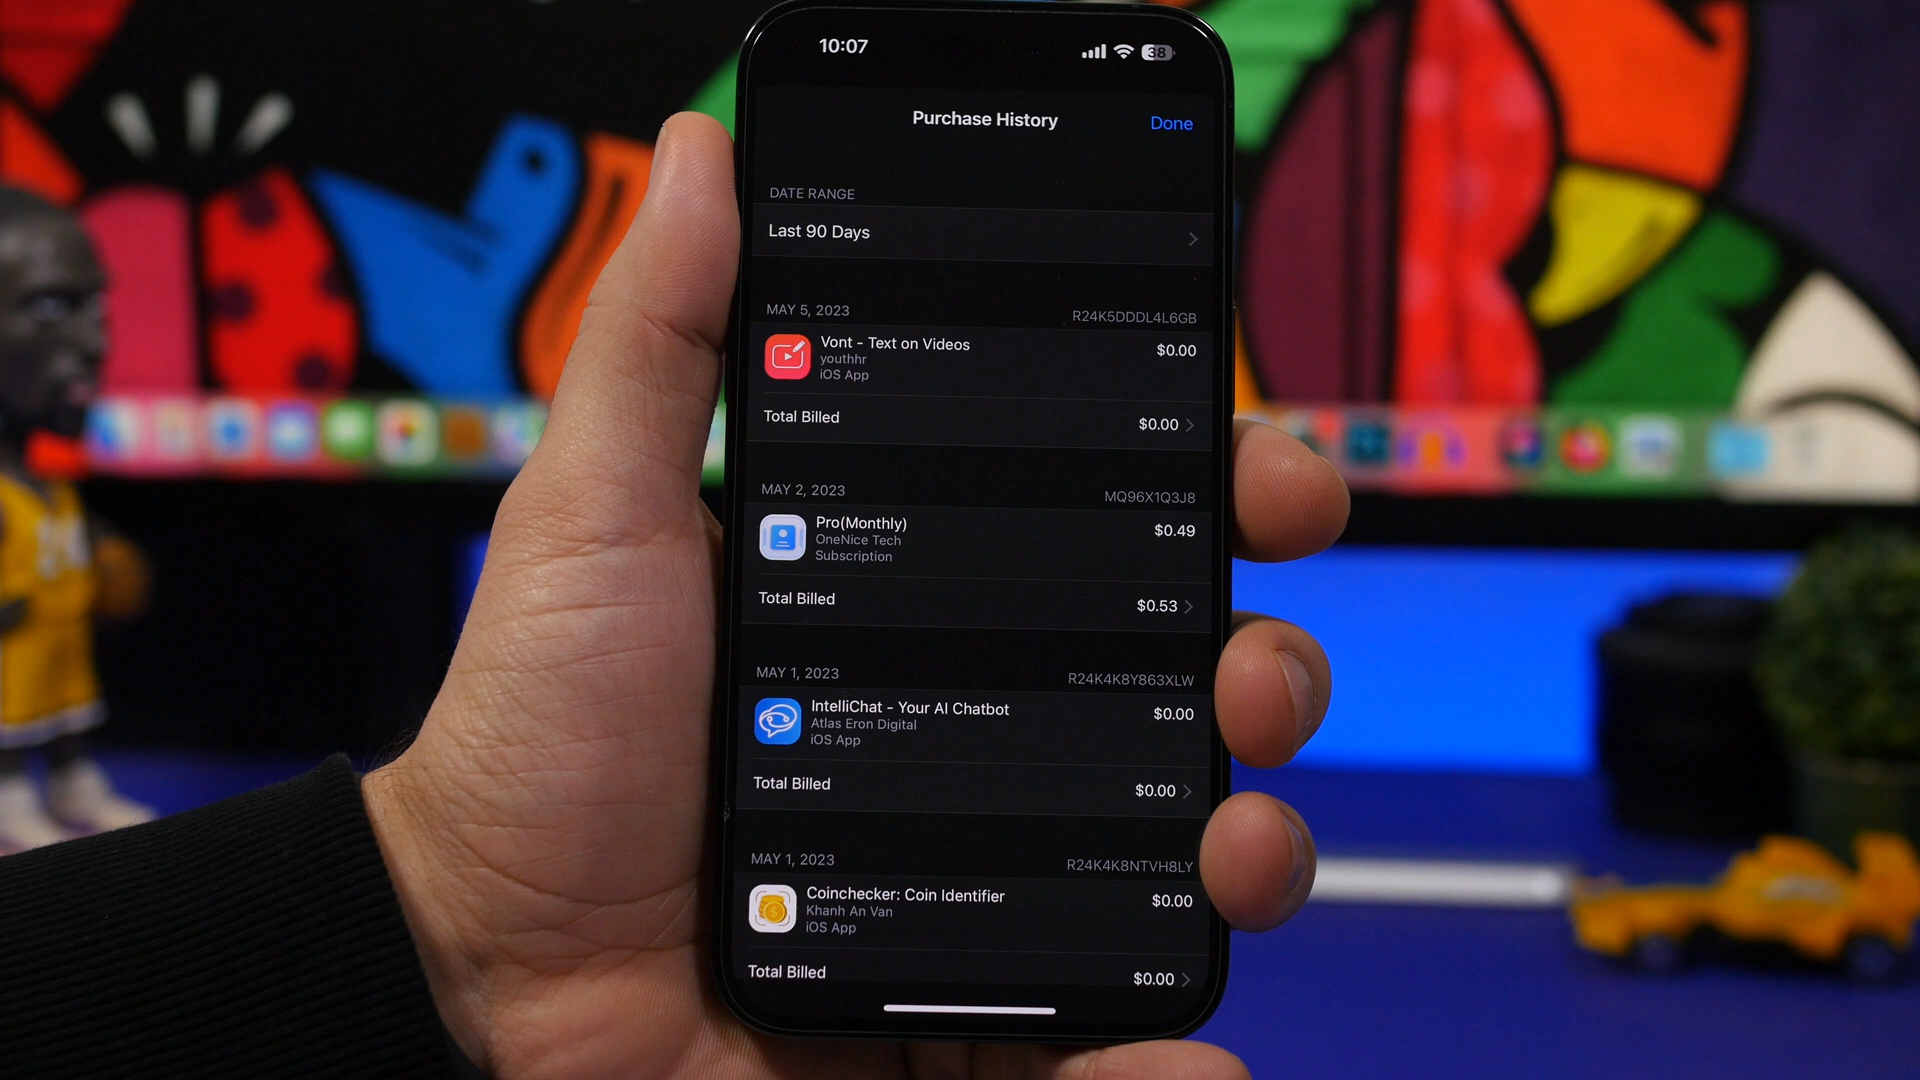 10:07
38
Purchase History
Done
DATE RANGE
Last 90 Days
MAY 5, 2023
R24K5DDDL4L6GB
Vont - Text on Videos
$0.00
youthhr
iOS App
Total Billed
$0.00
MAY 2, 2023
MQ96X1Q3J8
Pro(Monthly)
$0.49
OneNice Tech
Subscription
Total Billed
$0.53
MAY 1, 2023
R24K4K8Y863XLW
IntelliChat - Your AI Chatbot
$0.00
Atlas Eron Digital
iOS App
Total Billed
$0.00
MAY 1, 2023
R24K4K8NTVH8LY
Coinchecker: Coin Identifier
$0.00
Khanh An Van
iOS App
Total Billed
$0.00